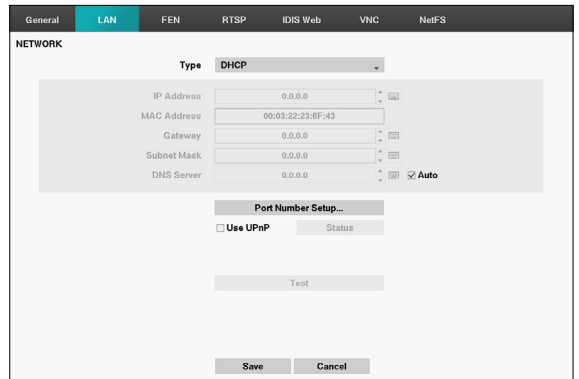 General LAN FEN RTSP IDIS Web VNC NetFS
NETWORK
Type DHCP
IP Address 0.0.0.0
MAC Address 00:03:22:23:6F:43
Gateway 0.0.0.0
Subnet Mask 0.0.0.0
DNS Server 0.0.0.0 Auto
Port Number Setup...
Use UPnP Status
Test
Save Cancel